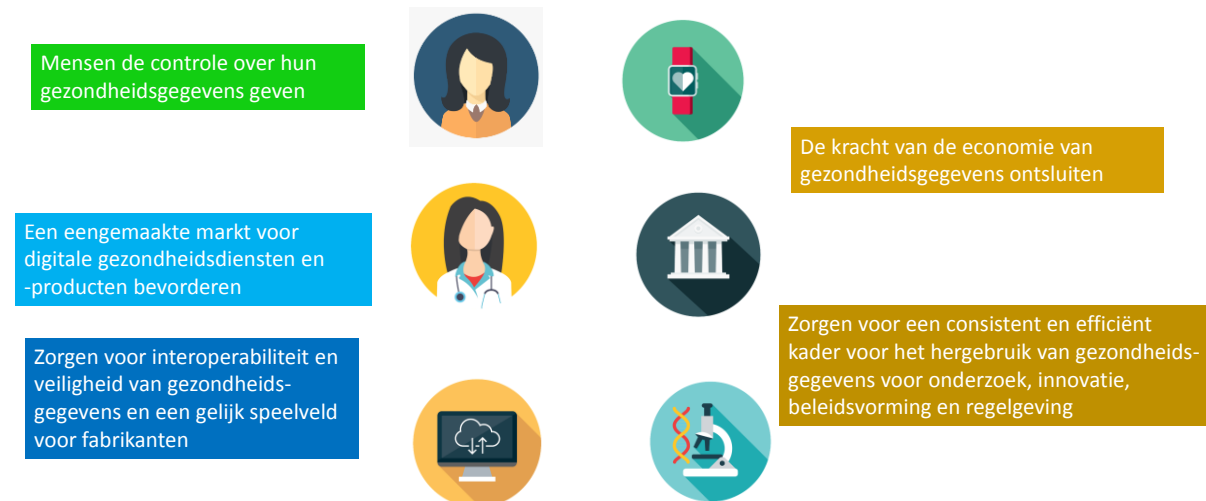 Mensen de controle over hun
gezondheidsgegevens geven
De kracht van de economie van
gezondheidsgegevens ontsluiten
Een eengemaakte markt voor
digitale gezondheidsdiensten en
-producten bevorderen
Zorgen voor interoperabiliteit en
veiligheid van gezondheids-
gegevens en een gelijk speelveld
voor fabrikanten
Zorgen voor een consistent en efficiënt
kader voor het hergebruik van gezondheids-
gegevens voor onderzoek, innovatie,
beleidsvorming en regelgeving